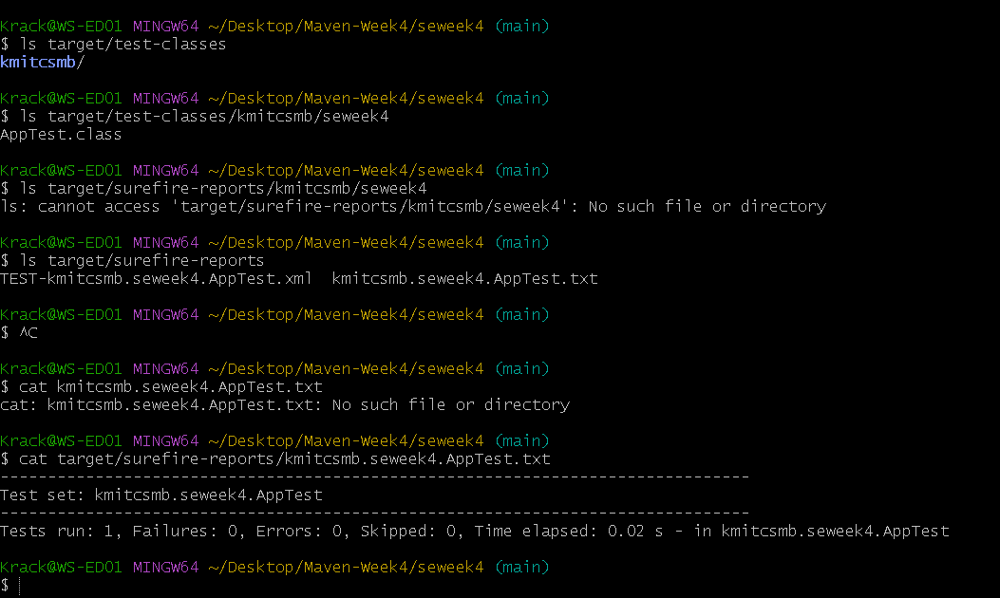 Krack@WS-ED01 MINGW64 ~/Desktop/Maven-Week4/seweek4 (main)
$ ls target/test-classes
kmitcsmb/
Krack@WS-ED01 MINGW64 ~/Desktop/Maven-Week4/seweek4 (main)
$ ls target/test-classes/kmitcsmb/seweek4
AppTest.class
Krack@WS-ED01 MINGW64 ~/Desktop/Maven-Week4/seweek4 (main)
$ ls target/surefire-reports/kmitcsmb/seweek4
ls: cannot access 'target/surefire-reports/kmitcsmb/seweek4': No such file or directory
Krack@WS-ED01 MINGW64 ~/Desktop/Maven-Week4/seweek4 (main)
$ ls target/surefire-reports
TEST-kmitcsmb.seweek4.AppTest.xml  kmitcsmb.seweek4.AppTest.txt
Krack@WS-ED01 MINGW64 ~/Desktop/Maven-Week4/seweek4 (main)
$ ^C
Krack@WS-ED01 MINGW64 ~/Desktop/Maven-Week4/seweek4 (main)
$ cat kmitcsmb.seweek4.AppTest.txt
cat: kmitcsmb.seweek4.AppTest.txt: No such file or directory
Krack@WS-ED01 MINGW64 ~/Desktop/Maven-Week4/seweek4 (main)
$ cat target/surefire-reports/kmitcsmb.seweek4.AppTest.txt
-------------------------------------------------------------------------------
Test set: kmitcsmb.seweek4.AppTest
-------------------------------------------------------------------------------
Tests run: 1, Failures: 0, Errors: 0, Skipped: 0, Time elapsed: 0.02 s - in kmitcsmb.seweek4.AppTest
Krack@WS-ED01 MINGW64 ~/Desktop/Maven-Week4/seweek4 (main)
$